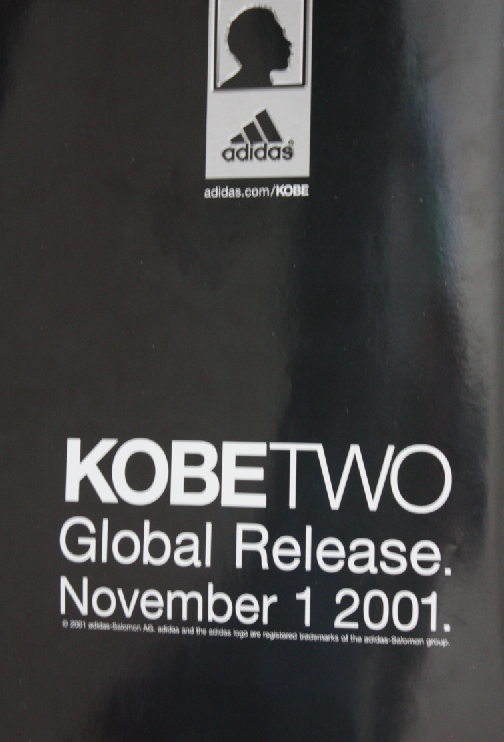 adidas
adidas.com/KOBE
KOBETWO
Global Release.
November 1 2001.
© 2001 adidas-Salomon AG. adidas and the adidas logo are registered trademarks of the adidas-Salomon group.